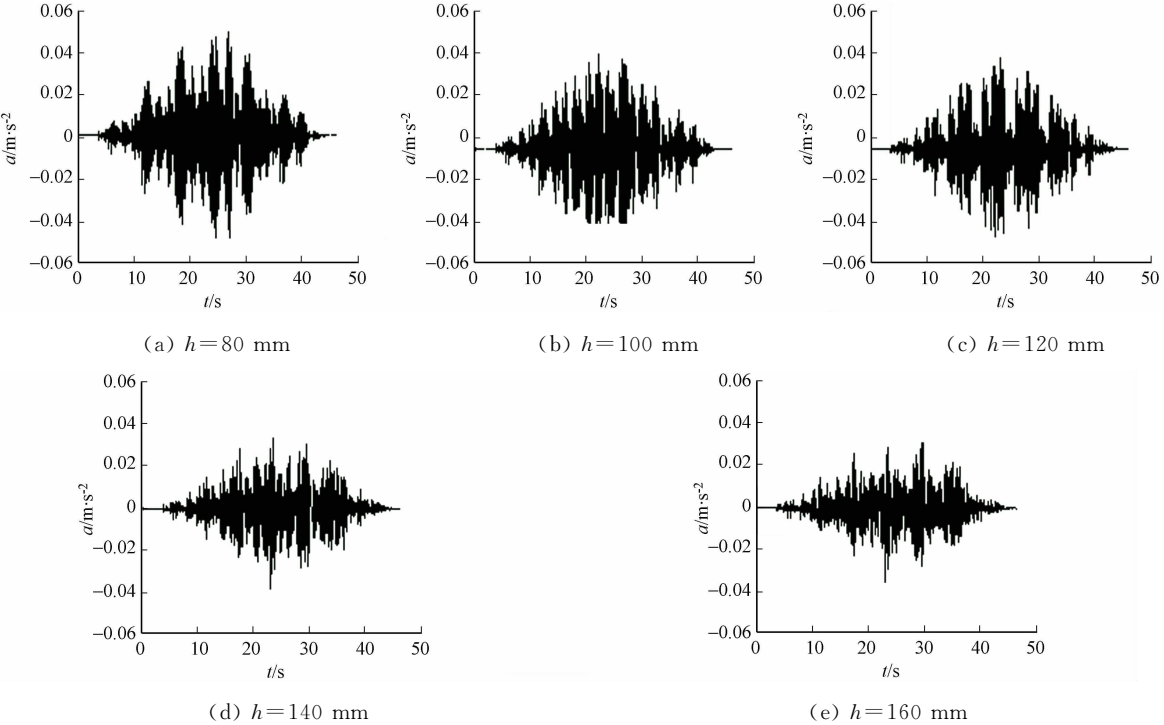 0.06 0.06 0.06
0.04 0.04 0.04
0.02 0.02 0.02
0 0 0
−0.02 −0.02 −0.02
−0.04 −0.04 −0.04
−0.06 −0.06 −0.06
a/m·s-2 a/m·s-2 a/m·s-2
0 10 20 30 40 50 0 10 20 30 40 50 0 10 20 30 40 50
t/s t/s t/s
(a) h=80 mm (b) h=100 mm (c) h=120 mm
0.06 0.06
0.04 0.04
0.02 0.02
0 0
−0.02 −0.02
−0.04 −0.04
−0.06 −0.06
a/m·s-2 a/m·s-2
0 10 20 30 40 50 0 10 20 30 40 50
t/s t/s
(d) h=140 mm (e) h=160 mm